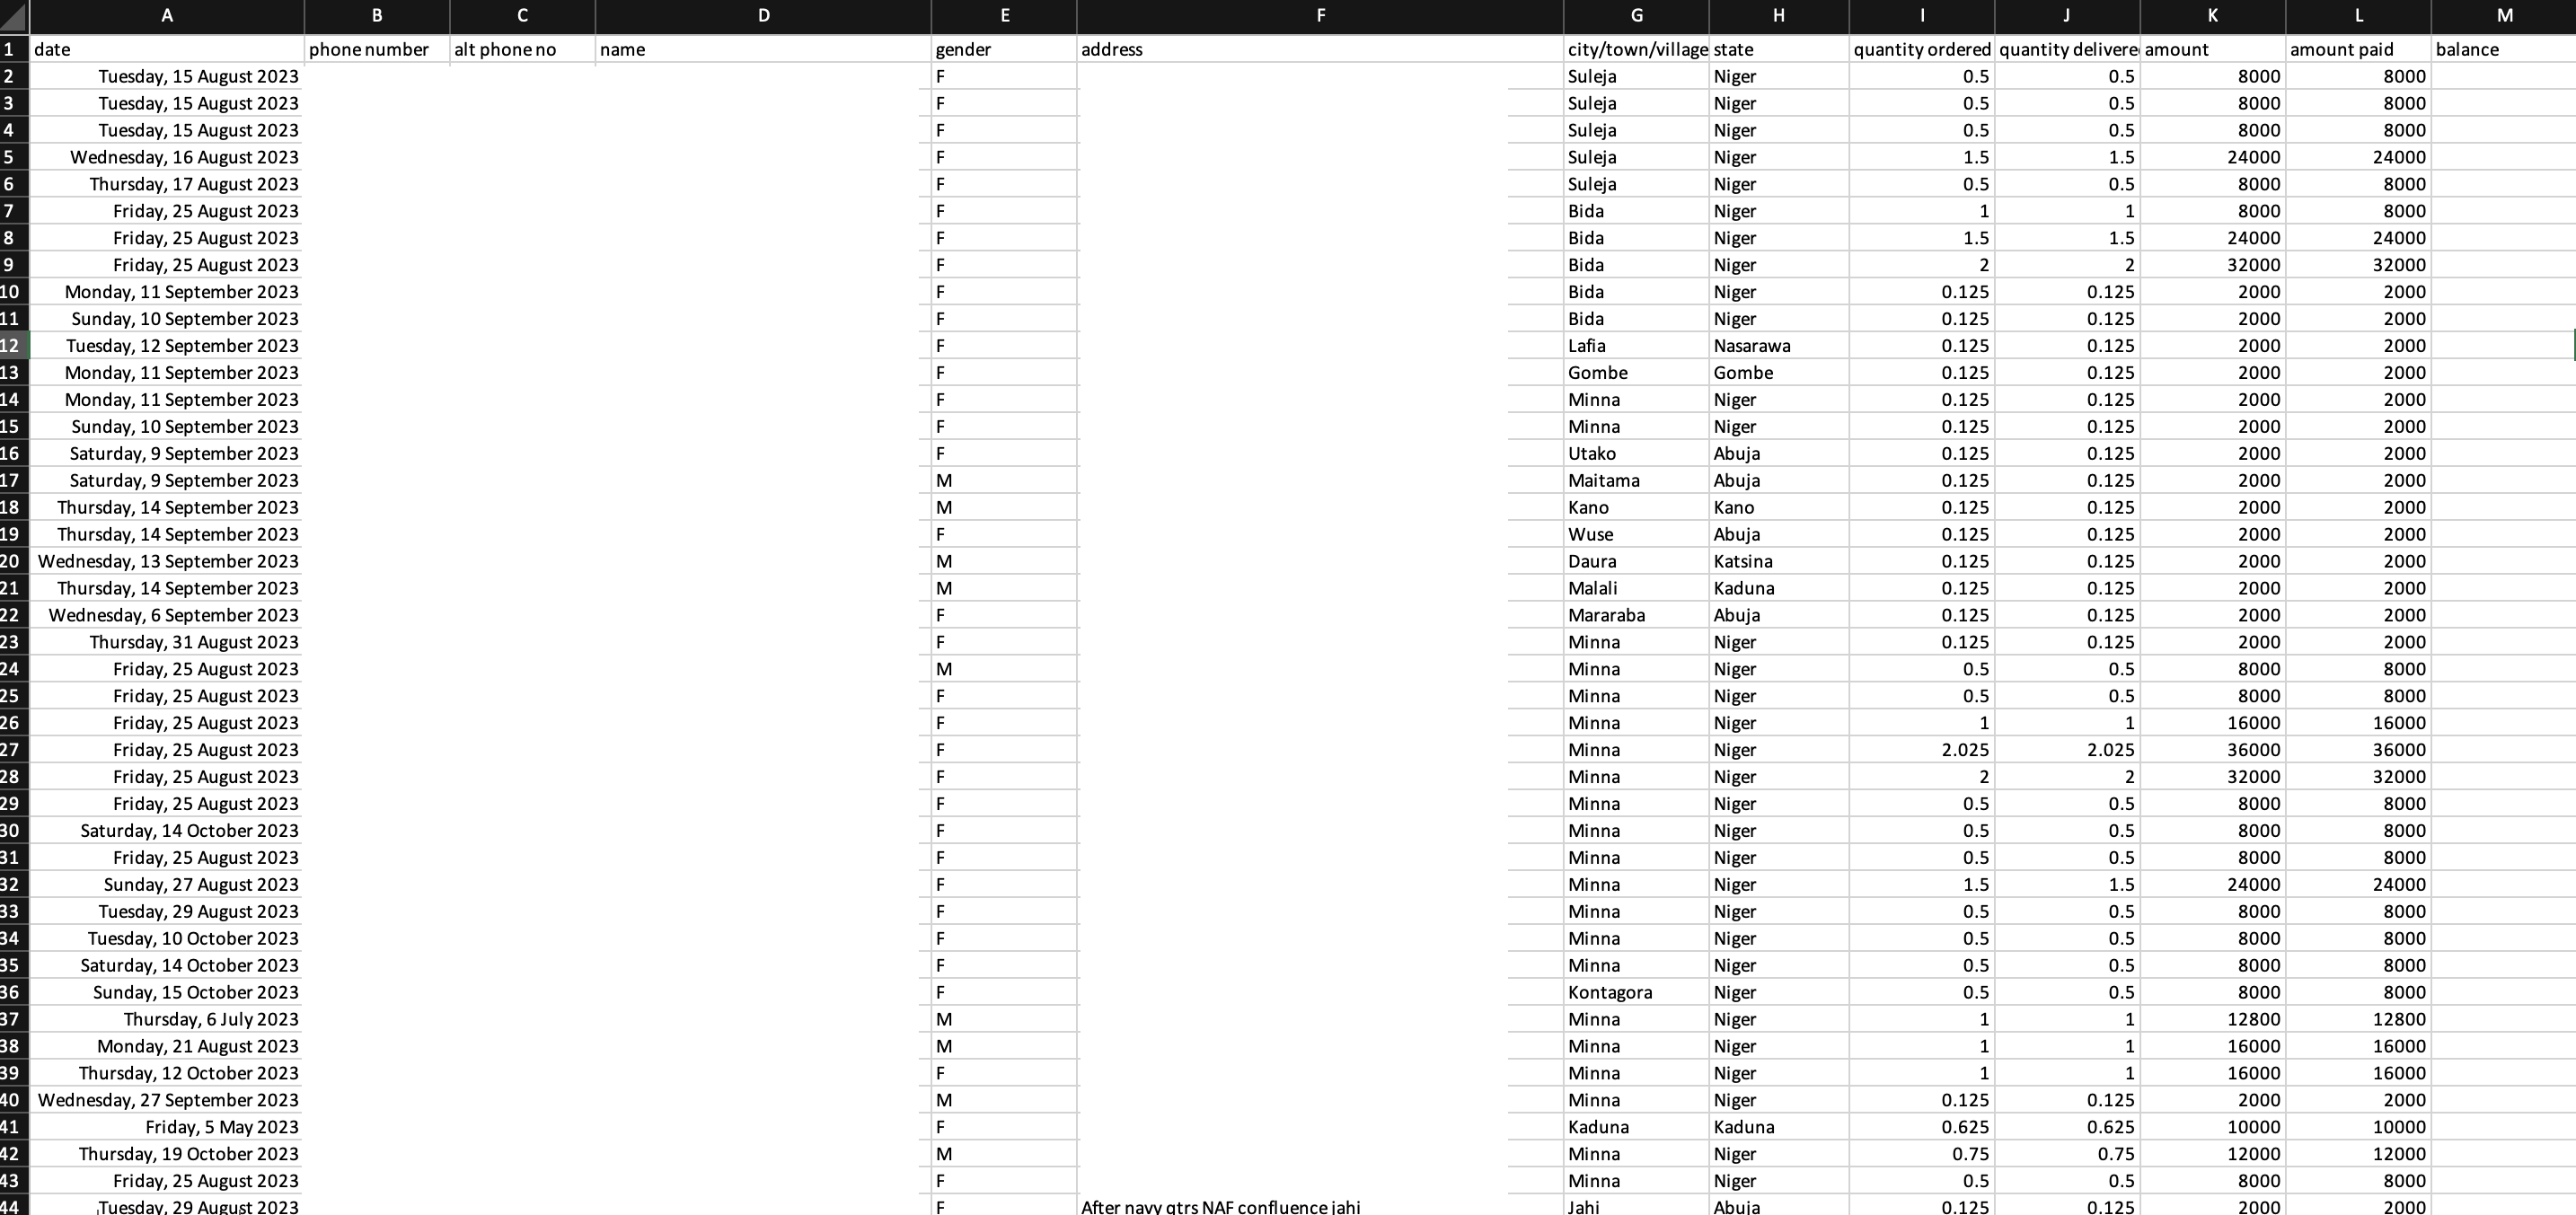 A B C D E F G H I J K L M
1 date phone number alt phone no name gender address city/town/village state quantity ordered quantity delivere amount amount paid balance
2 Tuesday, 15 August 2023 F Suleja Niger 0.5 0.5 8000 8000
3 Tuesday, 15 August 2023 F Suleja Niger 0.5 0.5 8000 8000
4 Tuesday, 15 August 2023 F Suleja Niger 0.5 0.5 8000 8000
5 Wednesday, 16 August 2023 F Suleja Niger 1.5 1.5 24000 24000
6 Thursday, 17 August 2023 F Suleja Niger 0.5 0.5 8000 8000
7 Friday, 25 August 2023 F Bida Niger 1 1 8000 8000
8 Friday, 25 August 2023 F Bida Niger 1.5 1.5 24000 24000
9 Friday, 25 August 2023 F Bida Niger 2 2 32000 32000
10 Monday, 11 September 2023 F Bida Niger 0.125 0.125 2000 2000
11 Sunday, 10 September 2023 F Bida Niger 0.125 0.125 2000 2000
12 Tuesday, 12 September 2023 F Lafia Nasarawa 0.125 0.125 2000 2000
13 Monday, 11 September 2023 F Gombe Gombe 0.125 0.125 2000 2000
14 Monday, 11 September 2023 F Minna Niger 0.125 0.125 2000 2000
15 Sunday, 10 September 2023 F Minna Niger 0.125 0.125 2000 2000
16 Saturday, 9 September 2023 F Utako Abuja 0.125 0.125 2000 2000
17 Saturday, 9 September 2023 M Maitama Abuja 0.125 0.125 2000 2000
18 Thursday, 14 September 2023 M Kano Kano 0.125 0.125 2000 2000
19 Thursday, 14 September 2023 F Wuse Abuja 0.125 0.125 2000 2000
20 Wednesday, 13 September 2023 M Daura Katsina 0.125 0.125 2000 2000
21 Thursday, 14 September 2023 M Malali Kaduna 0.125 0.125 2000 2000
22 Wednesday, 6 September 2023 F Mararaba Abuja 0.125 0.125 2000 2000
23 Thursday, 31 August 2023 F Minna Niger 0.125 0.125 2000 2000
24 Friday, 25 August 2023 M Minna Niger 0.5 0.5 8000 8000
25 Friday, 25 August 2023 F Minna Niger 0.5 0.5 8000 8000
26 Friday, 25 August 2023 F Minna Niger 1 1 16000 16000
27 Friday, 25 August 2023 F Minna Niger 2.025 2.025 36000 36000
28 Friday, 25 August 2023 F Minna Niger 2 2 32000 32000
29 Friday, 25 August 2023 F Minna Niger 0.5 0.5 8000 8000
30 Saturday, 14 October 2023 F Minna Niger 0.5 0.5 8000 8000
31 Friday, 25 August 2023 F Minna Niger 0.5 0.5 8000 8000
32 Sunday, 27 August 2023 F Minna Niger 1.5 1.5 24000 24000
33 Tuesday, 29 August 2023 F Minna Niger 0.5 0.5 8000 8000
34 Tuesday, 10 October 2023 F Minna Niger 0.5 0.5 8000 8000
35 Saturday, 14 October 2023 F Minna Niger 0.5 0.5 8000 8000
36 Sunday, 15 October 2023 F Kontagora Niger 0.5 0.5 8000 8000
37 Thursday, 6 July 2023 M Minna Niger 1 1 12800 12800
38 Monday, 21 August 2023 M Minna Niger 1 1 16000 16000
39 Thursday, 12 October 2023 F Minna Niger 1 1 16000 16000
40 Wednesday, 27 September 2023 M Minna Niger 0.125 0.125 2000 2000
41 Friday, 5 May 2023 F Kaduna Kaduna 0.625 0.625 10000 10000
42 Thursday, 19 October 2023 M Minna Niger 0.75 0.75 12000 12000
43 Friday, 25 August 2023 F Minna Niger 0.5 0.5 8000 8000
44 Tuesday, 29 August 2023 F After navy qtrs NAF confluence jahi Jahi Abuja 0.125 0.125 2000 2000